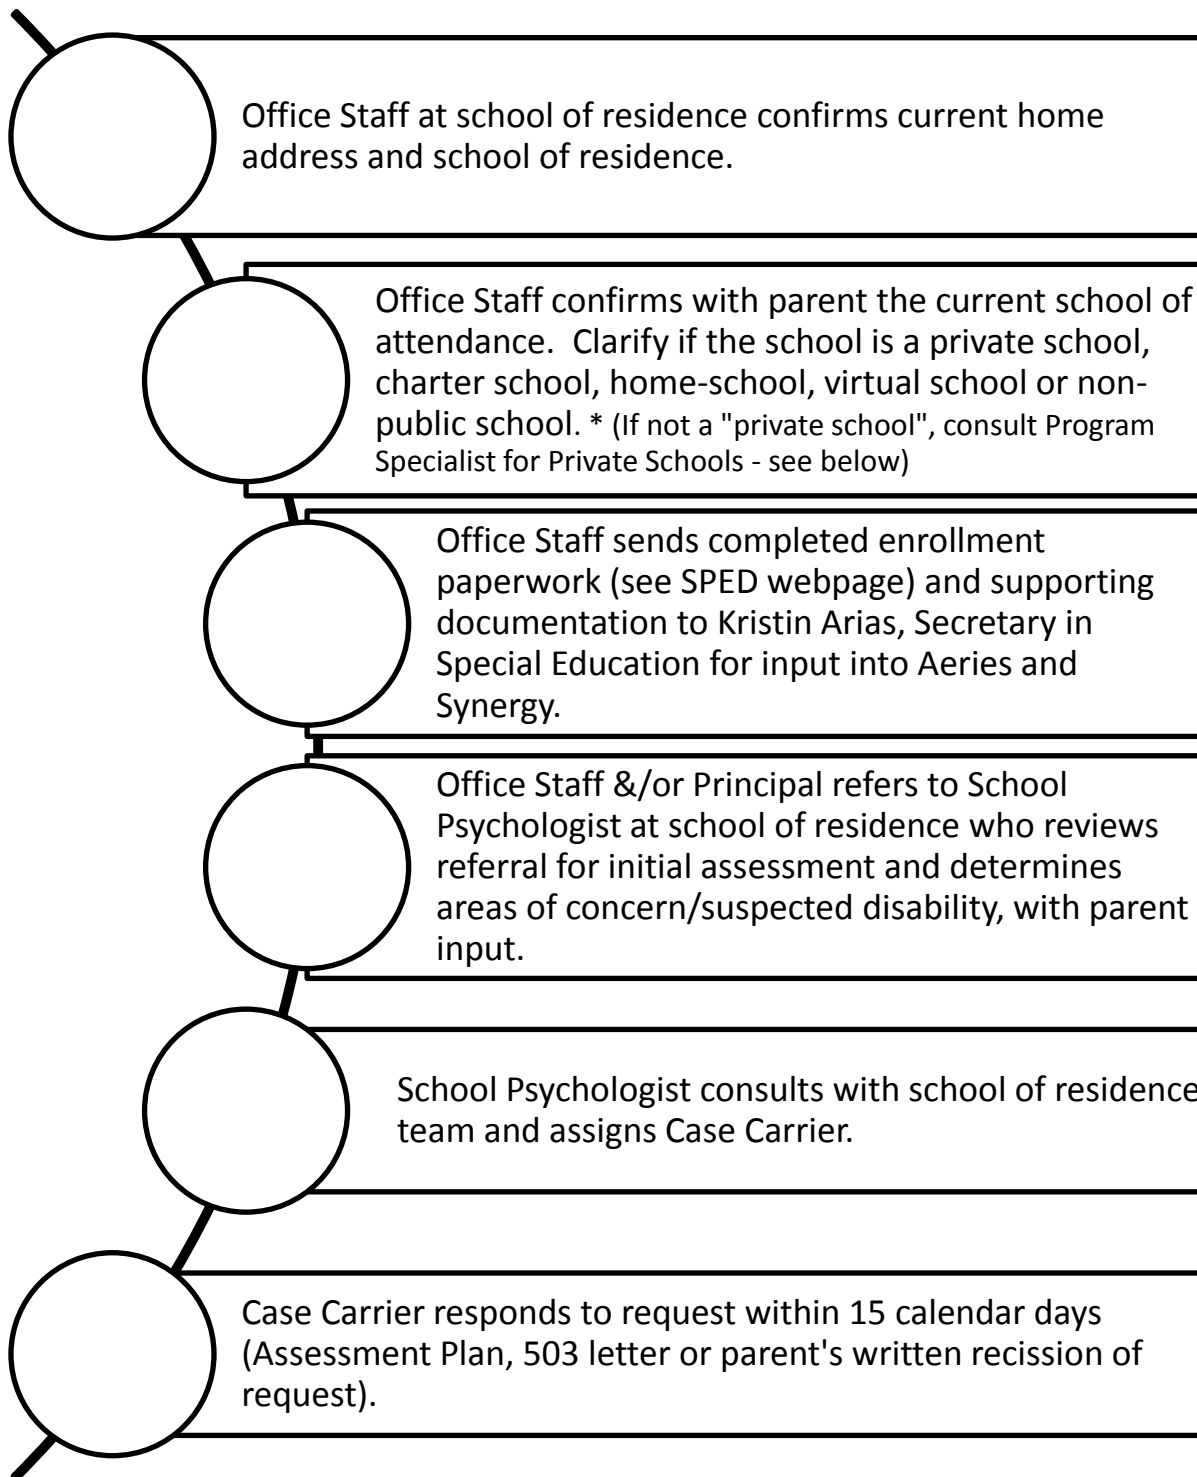 Office Staff at school of residence confirms current home
address and school of residence.
Office Staff confirms with parent the current school of
attendance.  Clarify if the school is a private school,
charter school, home-school, virtual school or non-
public school. * (If not a "private school", consult Program
Specialist for Private Schools - see below)
Office Staff sends completed enrollment
paperwork (see SPED webpage) and supporting
documentation to Kristin Arias, Secretary in
Special Education for input into Aeries and
Synergy.
Office Staff &/or Principal refers to School
Psychologist at school of residence who reviews
referral for initial assessment and determines
areas of concern/suspected disability, with parent
input.
School Psychologist consults with school of residence
team and assigns Case Carrier.
Case Carrier responds to request within 15 calendar days
(Assessment Plan, 503 letter or parent's written recission of
request).